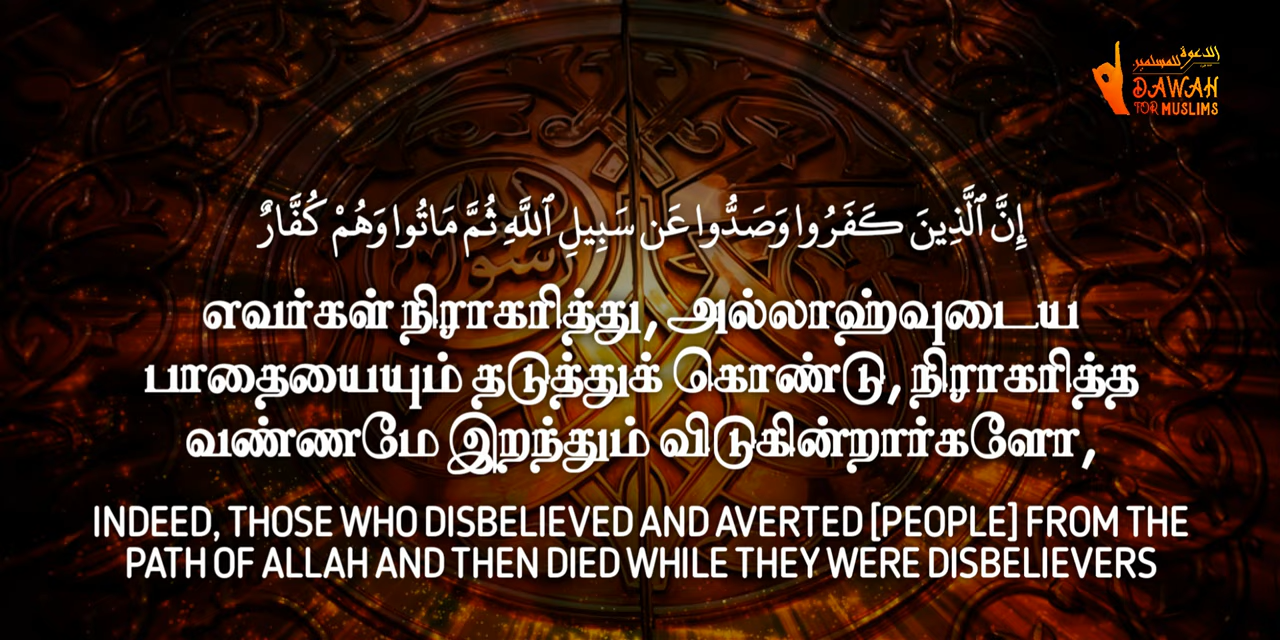 الدعوة للمسلمين
DAWAH
FOR MUSLIMS
إِنَّ ٱلَّذِينَ كَفَرُوا وَصَدُّوا عَن سَبِيلِ ٱللَّهِ ثُمَّ مَاتُوا وَهُمْ كُفَّارٌ
எவர்கள் நிராகரித்து, அல்லாஹ்வுடைய
பாதையையும் தடுத்துக் கொண்டு, நிராகரித்த
வண்ணமே இறந்தும் விடுகின்றார்களோ,
INDEED, THOSE WHO DISBELIEVED AND AVERTED [PEOPLE] FROM THE
PATH OF ALLAH AND THEN DIED WHILE THEY WERE DISBELIEVERS